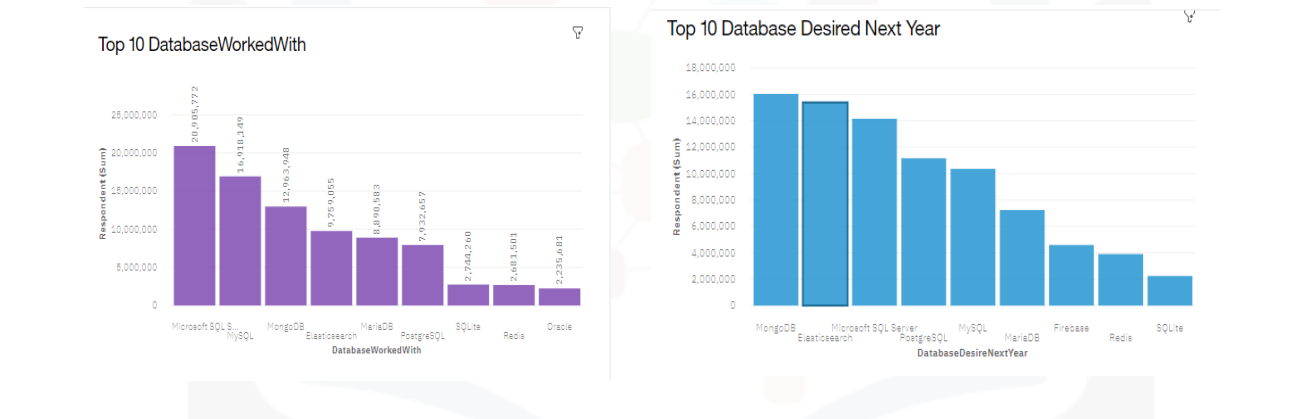 Top 10 DatabaseWorkedWith
25,000,000
20,000,000
15,000,000
10,000,000
5,000,000
0
Respondent (Sum)
20,905,772
16,918,149
12,963,948
9,759,055
8,890,583
7,932,657
2,744,260
2,681,501
2,235,681
Microsoft SQL S... MongoDB MariaDB SQLite Oracle
MySQL Elasticsearch PostgreSQL Redis
DatabaseWorkedWith
Top 10 Database Desired Next Year
18,000,000
16,000,000
14,000,000
12,000,000
10,000,000
8,000,000
6,000,000
4,000,000
2,000,000
0
Respondent (Sum)
MongoDB Microsoft SQL Server MySQL Firebase SQLite
Elasticsearch PostgreSQL MariaDB Redis
DatabaseDesireNextYear